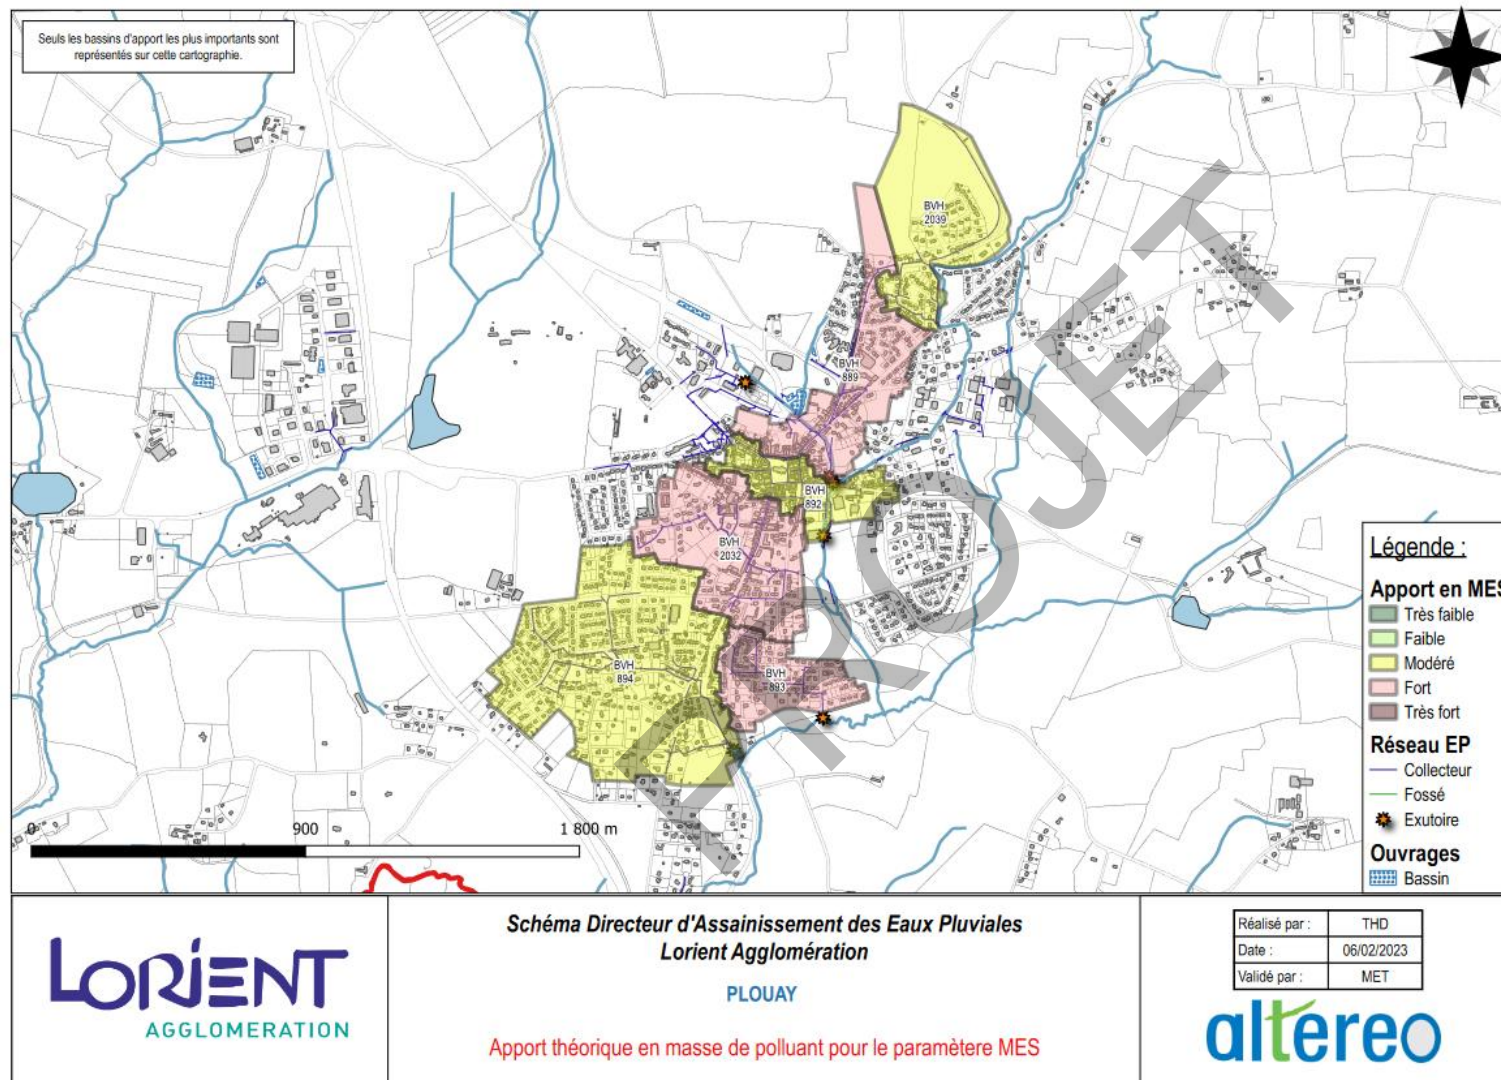 Seuls les bassins d'apport les plus importants sont
représentés sur cette cartographie.
BVH
2039
BVH
889
BVH
892
BVH
2032
BVH
894
BVH
893
PROJET
0 900 1 800 m
Légende :
Apport en MES
Très faible
Faible
Modéré
Fort
Très fort
Réseau EP
Collecteur
Fossé
Exutoire
Ouvrages
Bassin
LORIENT
AGGLOMERATION
Schéma Directeur d'Assainissement des Eaux Pluviales
Lorient Agglomération
PLOUAY
Apport théorique en masse de polluant pour le paramètere MES
Réalisé par : THD
Date : 06/02/2023
Validé par : MET
altereo